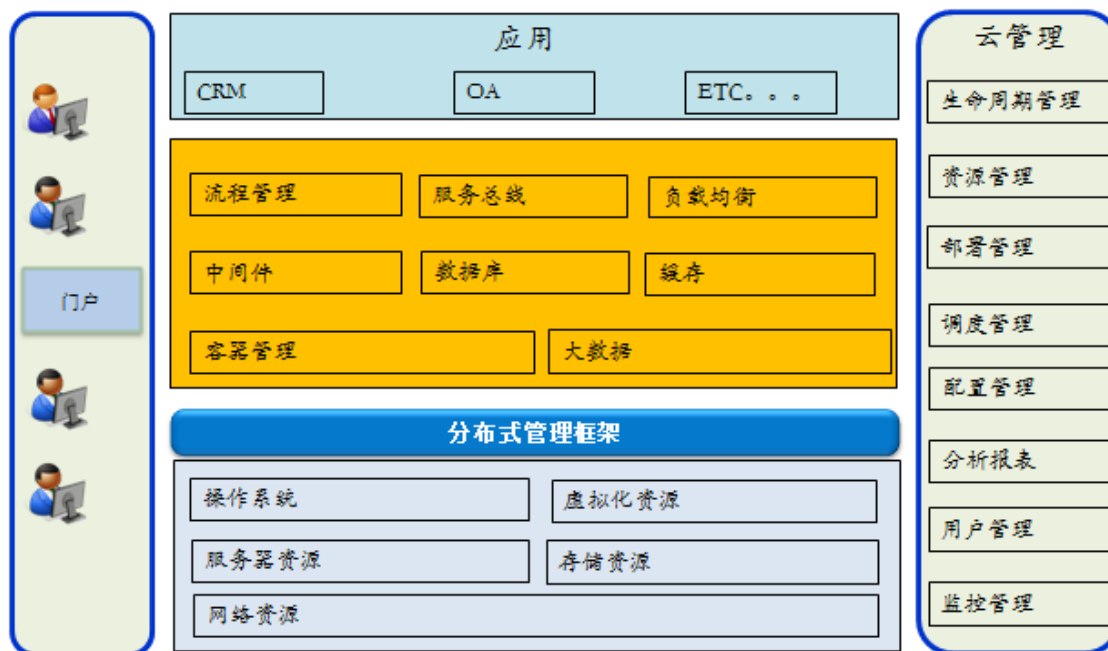 门户
应用
CRM
OA
ETC。。。
流程管理
服务总线
负载均衡
中间件
数据库
缓存
容器管理
大数据
分布式管理框架
操作系统
虚拟化资源
服务器资源
存储资源
网络资源
云管理
生命周期管理
资源管理
部署管理
调度管理
配置管理
分析报表
用户管理
监控管理